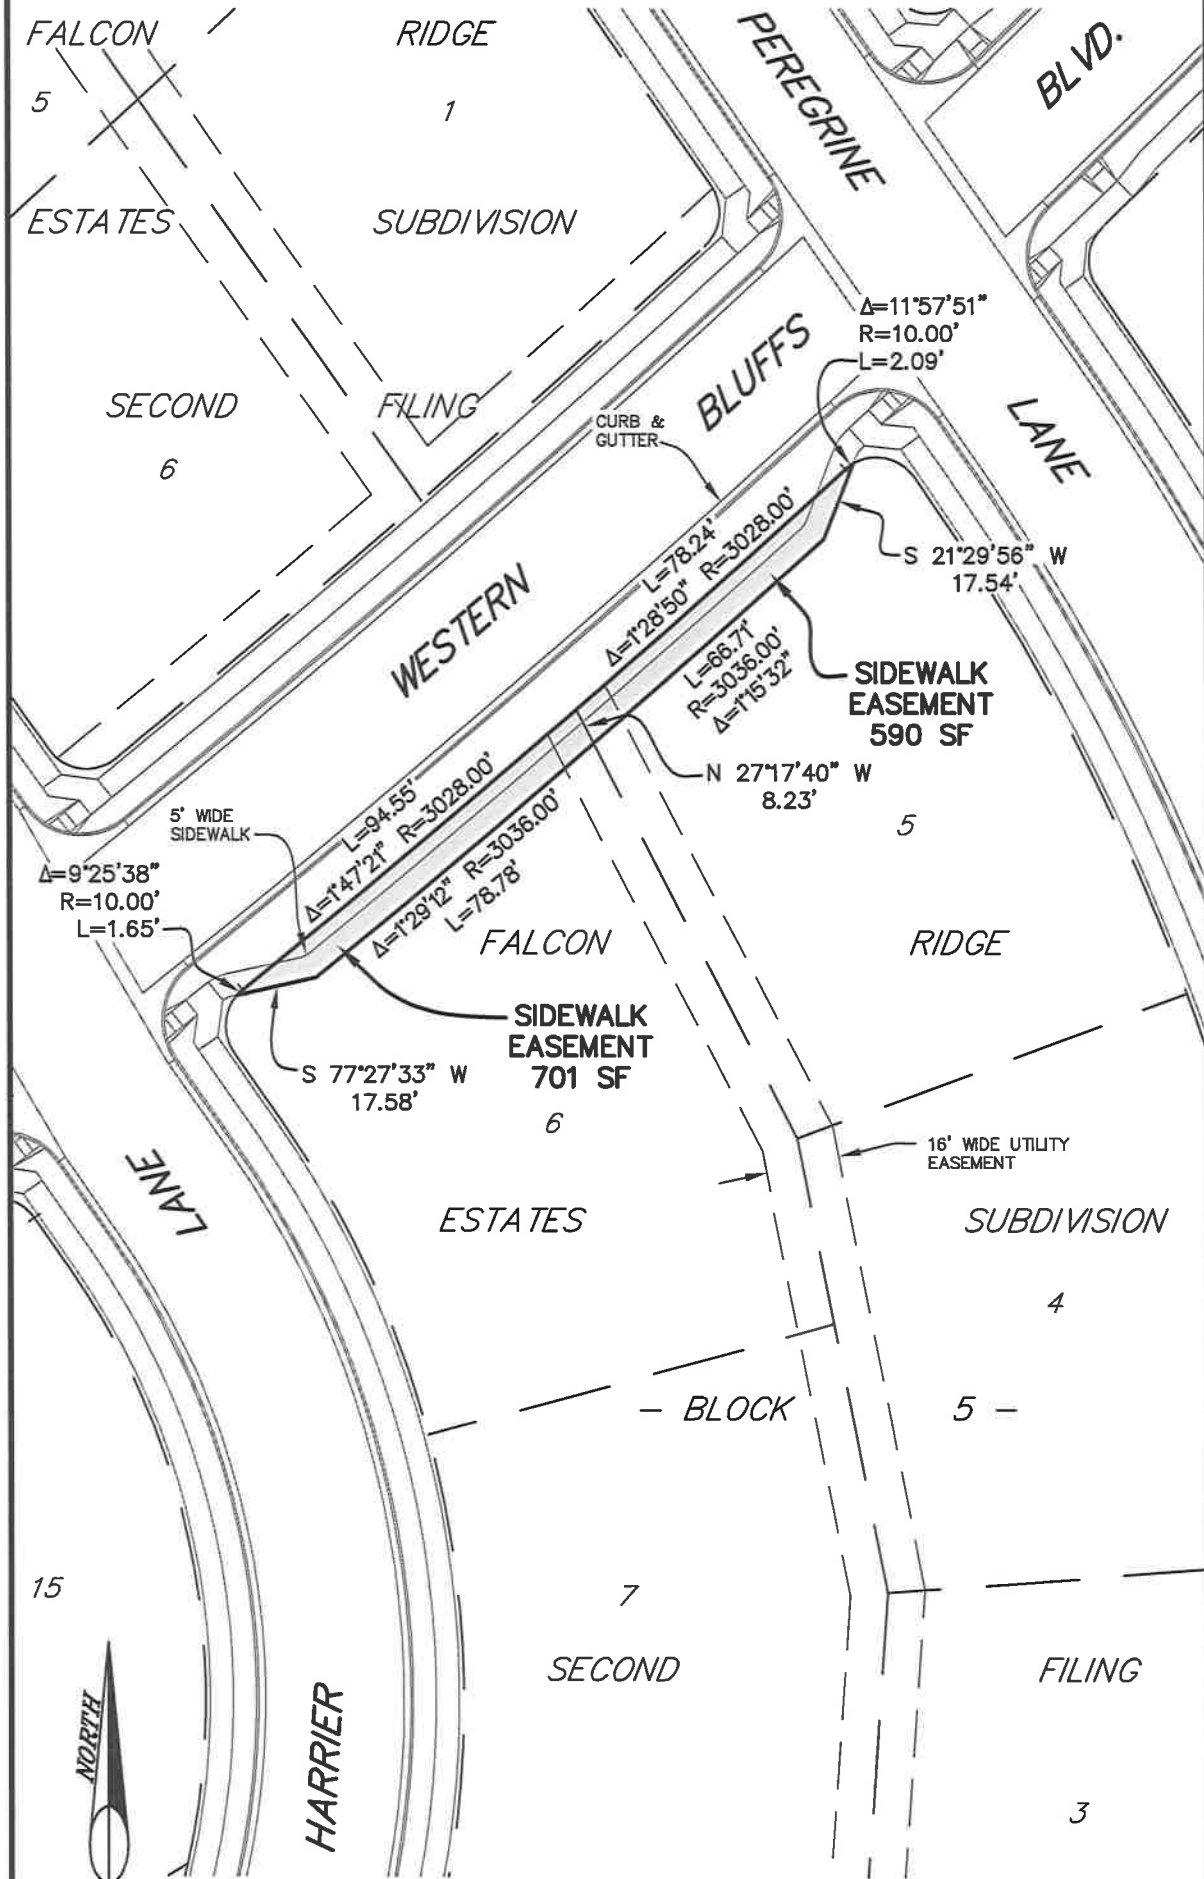 FALCON RIDGE
5
1
PEREGRINE
BLVD.
ESTATES SUBDIVISION
Δ=11°57'51"
R=10.00'
L=2.09'
BLUFFS
SECOND FILING
6
CURB &
GUTTER
LANE
L=78.24'
Δ=1°28'50" R=3028.00'
S 21°29'56" W
17.54'
WESTERN
L=66.71'
R=3036.00'
Δ=1°15'32"
SIDEWALK
EASEMENT
590 SF
N 27°17'40" W
8.23'
5
L=94.55'
Δ=1°47'21" R=3028.00'
5' WIDE
SIDEWALK
Δ=9°25'38"
R=10.00'
L=1.65'
Δ=1°29'12" R=3036.00'
L=78.78'
FALCON RIDGE
SIDEWALK
EASEMENT
701 SF
S 77°27'33" W
17.58'
6
16' WIDE UTILITY
EASEMENT
LANE
ESTATES SUBDIVISION
4
- BLOCK 5 -
15
7
SECOND FILING
NORTH
HARRIER
3